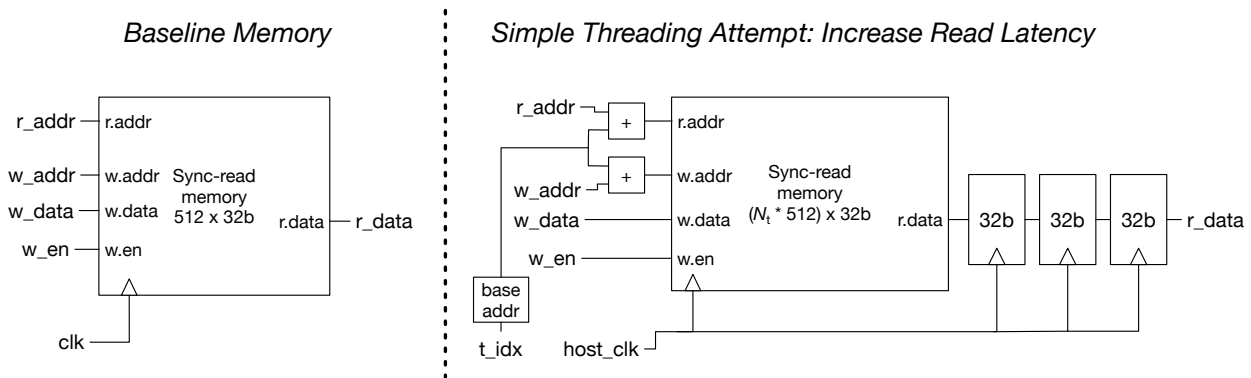 Baseline Memory
r_addr
w_addr
w_data
w_en
clk
r.addr
w.addr
w.data
w.en
Sync-read
memory
512 x 32b
r.data
r_data
Simple Threading Attempt: Increase Read Latency
r_addr
+
w_addr
+
w_data
w_en
base
addr
t_idx
host_clk
r.addr
w.addr
w.data
w.en
Sync-read
memory
(Nt * 512) x 32b
r.data
32b
32b
32b
r_data